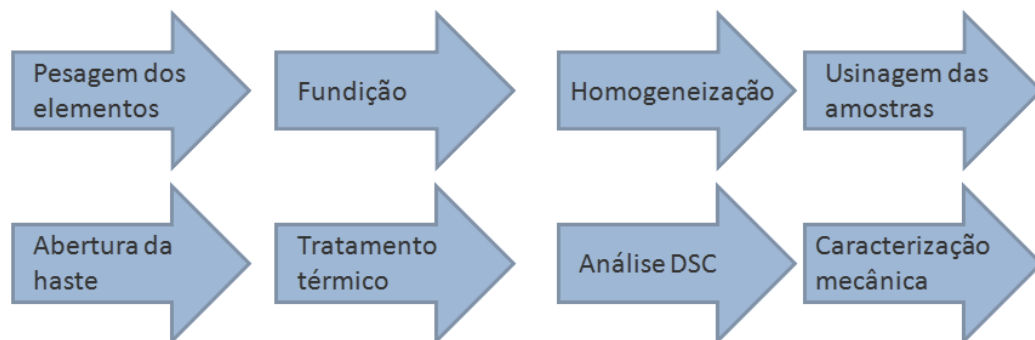 Pesagem dos
elementos
Fundição
Homogeneização
Usinagem das
amostras
Abertura da
haste
Tratamento
térmico
Análise DSC
Caracterização
mecânica